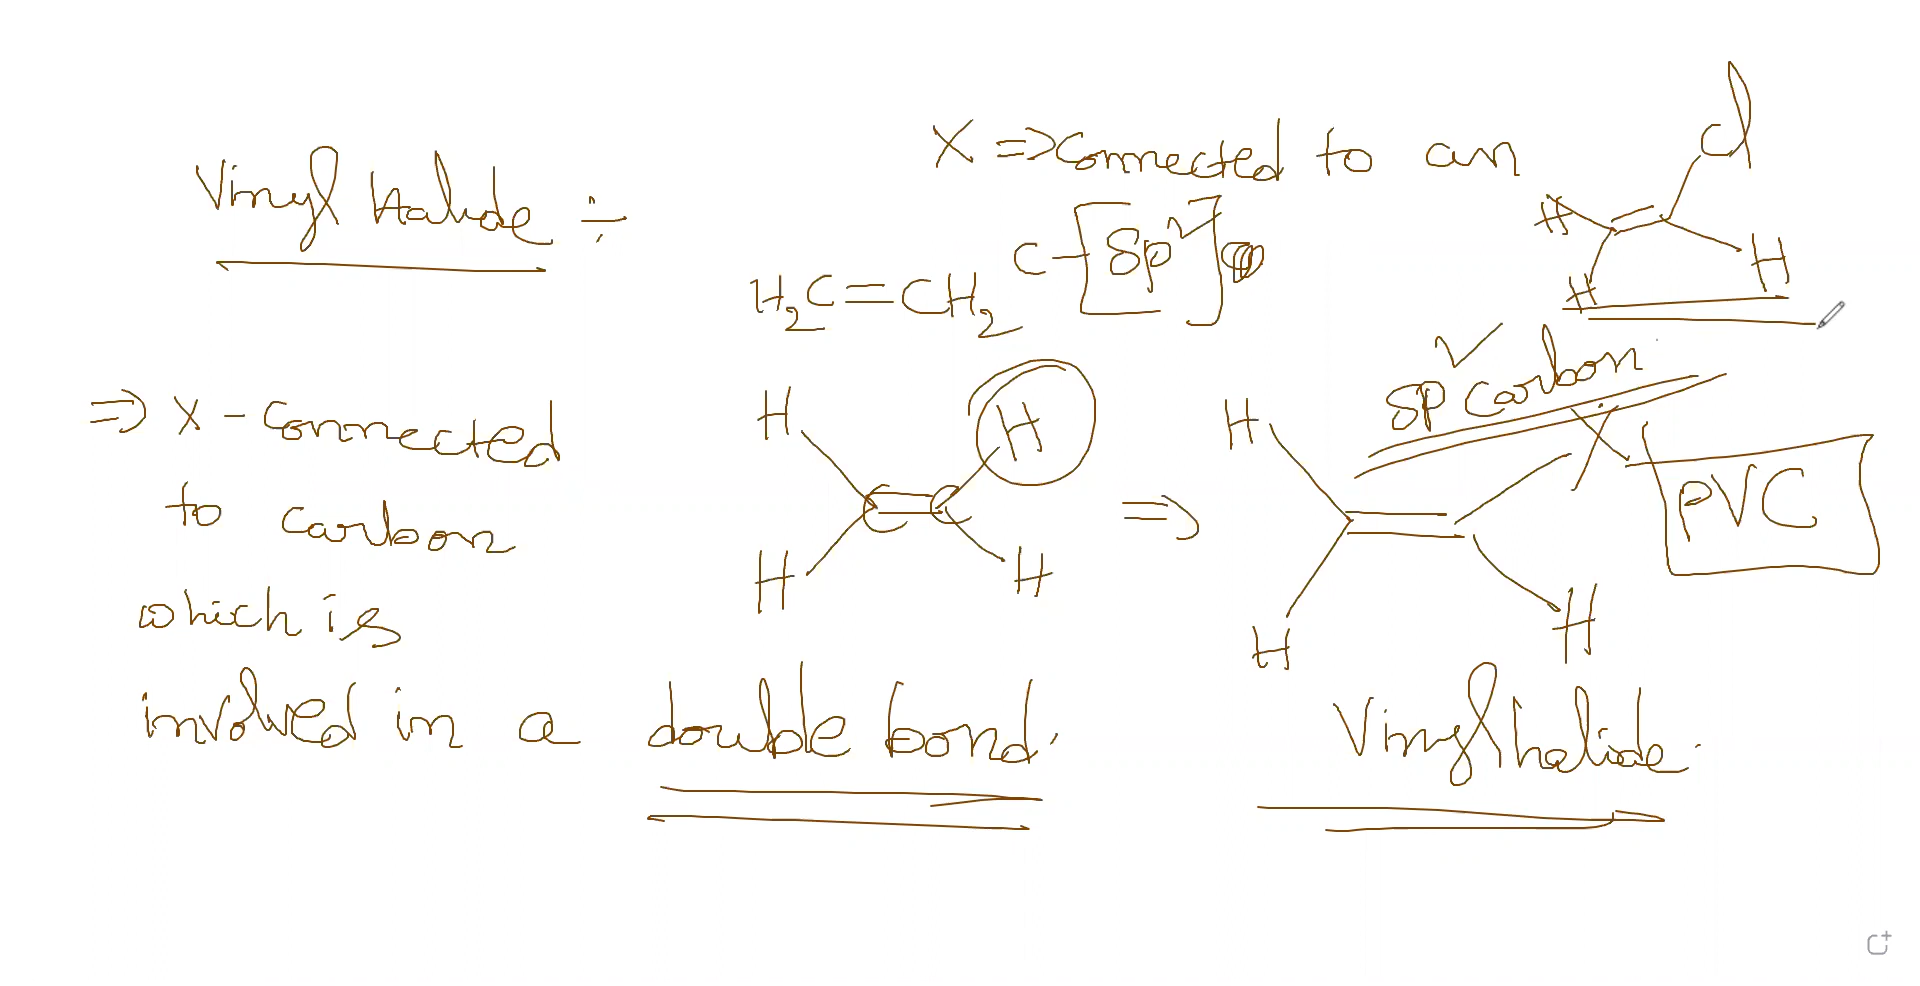 Vinyl Halide ÷
X ⇒ Connected to an
C-[Sp²]
H₂C=CH₂
Cl
H
H
H
sp² Carbon
⇒ X - Connected
to carbon
which is
involved in a double bond.
H
H
C=C
H
H
⇒
H
X
H
H
PVC
Vinyl halide.